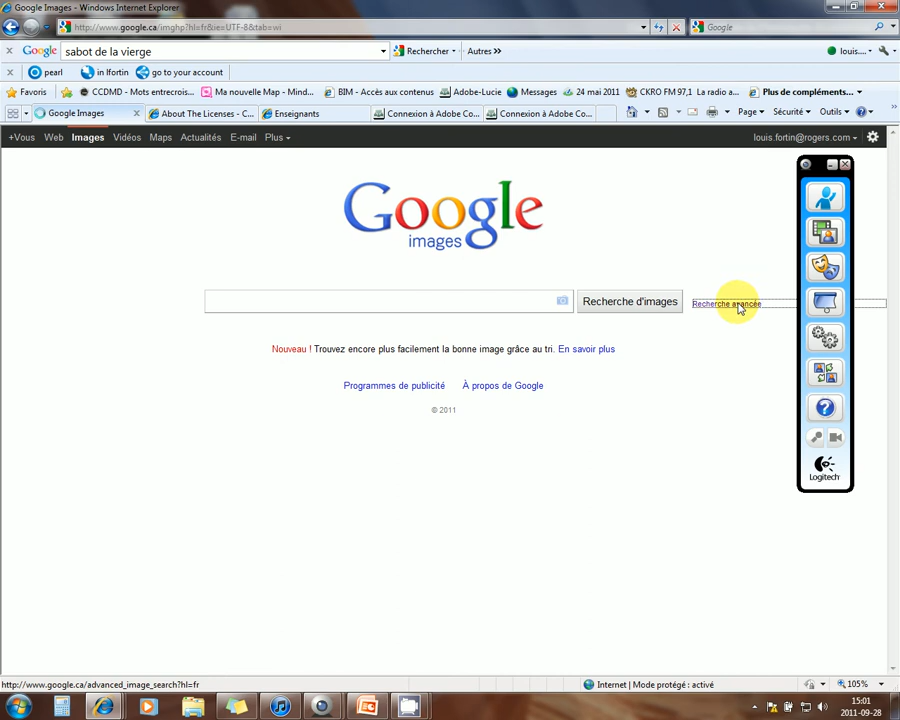 Google Images - Windows Internet Explorer
http://www.google.ca/imghp?hl=fr&ie=UTF-8&tab=wi
Google
Google sabot de la vierge Rechercher Autres » louis....
pearl in lfortin go to your account
Favoris CCDMD - Mots entrecrois... Ma nouvelle Map - Mind... BIM - Accès aux contenus Adobe-Lucie Messages 24 mai 2011 CKRO FM 97,1 La radio a... Plus de compléments...
Google Images About The Licenses - C... Enseignants Connexion à Adobe Co... Connexion à Adobe Co... Page Sécurité Outils
+Vous Web Images Vidéos Maps Actualités E-mail Plus louis.fortin@rogers.com
Google
images
Recherche d'images Recherche avancée
Nouveau ! Trouvez encore plus facilement la bonne image grâce au tri. En savoir plus
Programmes de publicité À propos de Google
© 2011
Logitech
http://www.google.ca/advanced_image_search?hl=fr Internet | Mode protégé : activé 105%
15:01
2011-09-28